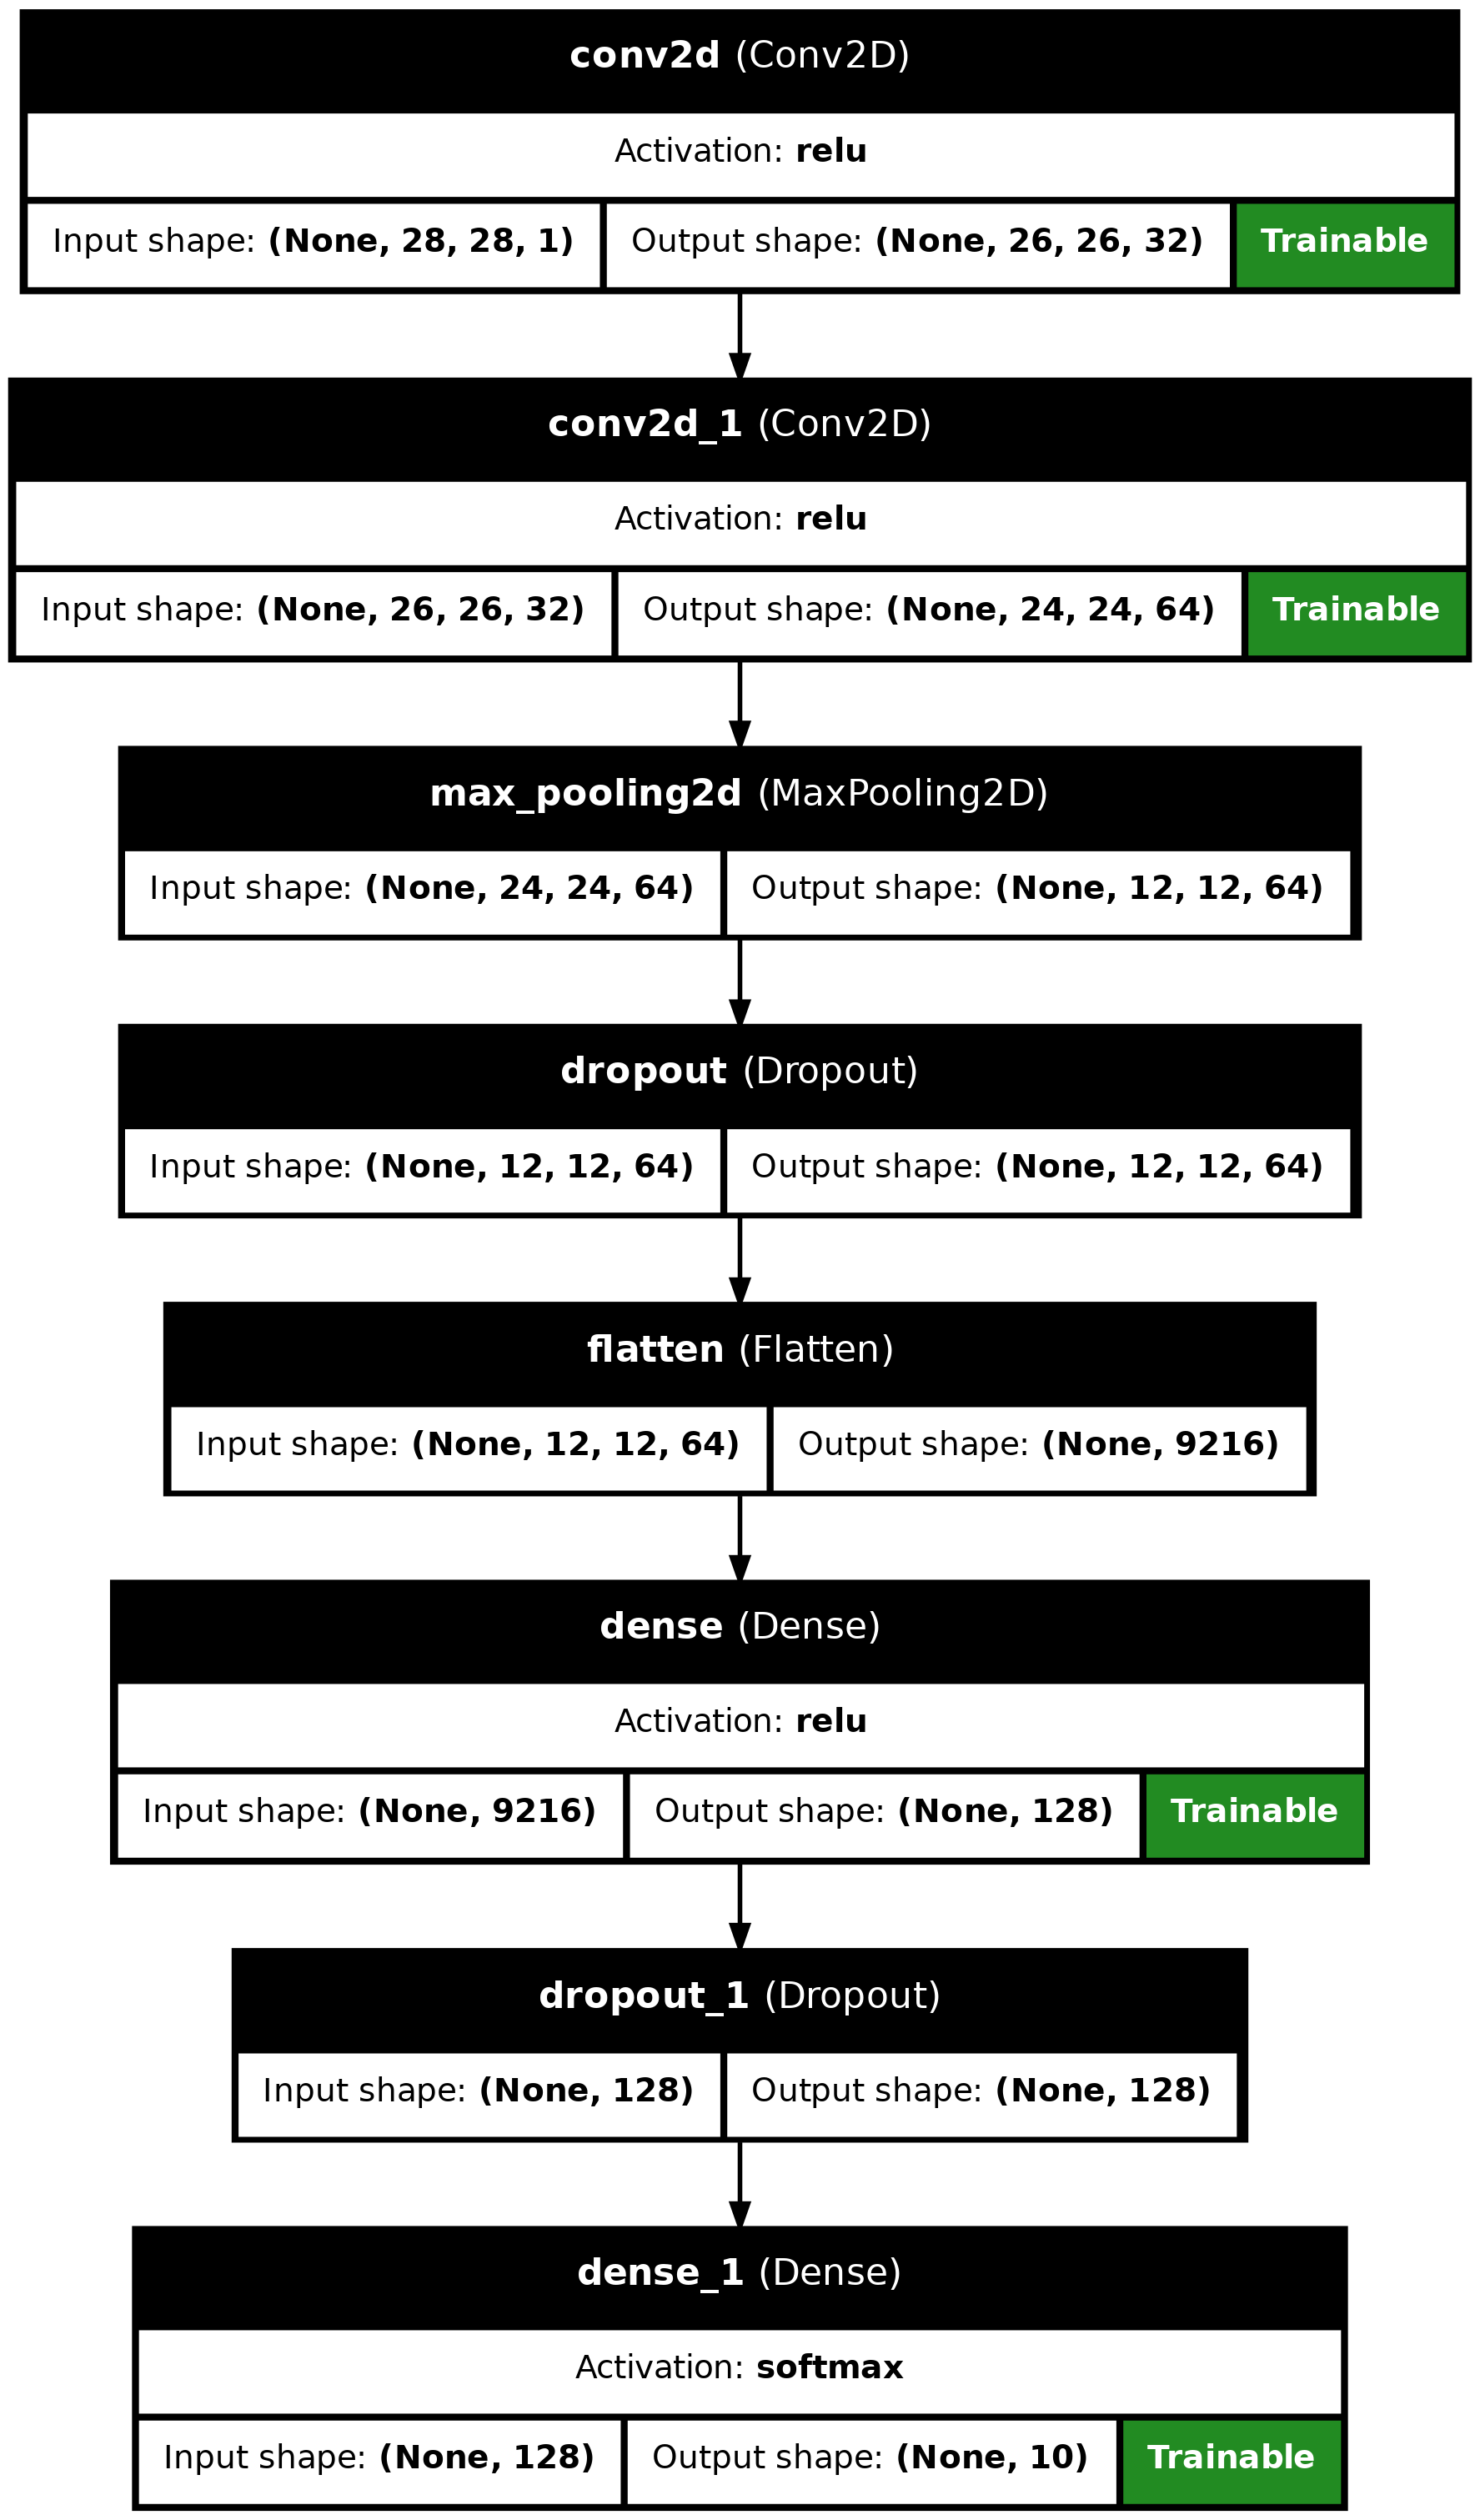 conv2d (Conv2D)
Activation: relu
Input shape: (None, 28, 28, 1) Output shape: (None, 26, 26, 32) Trainable
conv2d_1 (Conv2D)
Activation: relu
Input shape: (None, 26, 26, 32) Output shape: (None, 24, 24, 64) Trainable
max_pooling2d (MaxPooling2D)
Input shape: (None, 24, 24, 64) Output shape: (None, 12, 12, 64)
dropout (Dropout)
Input shape: (None, 12, 12, 64) Output shape: (None, 12, 12, 64)
flatten (Flatten)
Input shape: (None, 12, 12, 64) Output shape: (None, 9216)
dense (Dense)
Activation: relu
Input shape: (None, 9216) Output shape: (None, 128) Trainable
dropout_1 (Dropout)
Input shape: (None, 128) Output shape: (None, 128)
dense_1 (Dense)
Activation: softmax
Input shape: (None, 128) Output shape: (None, 10) Trainable